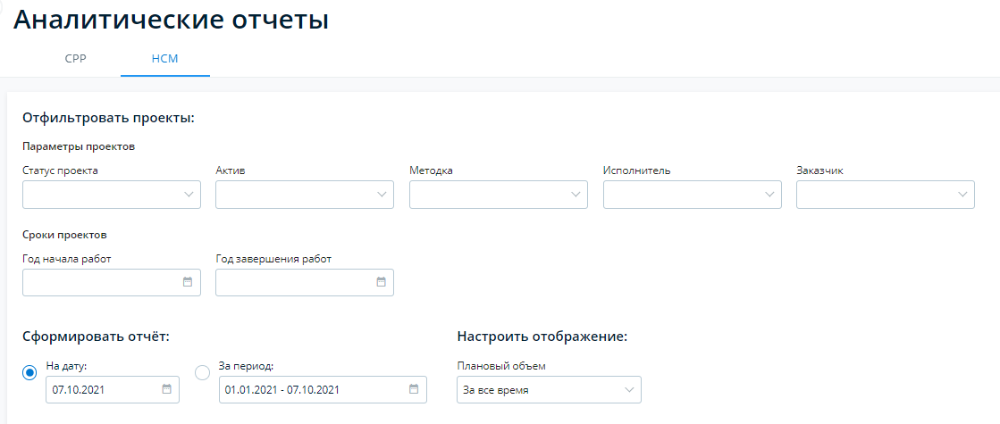 Аналитические отчеты
СРР НСМ
Отфильтровать проекты:
Параметры проектов
Статус проекта Актив Методка Исполнитель Заказчик
Сроки проектов
Год начала работ Год завершения работ
Сформировать отчёт: Настроить отображение:
На дату: За период: Плановый объем
07.10.2021 01.01.2021 - 07.10.2021 За все время